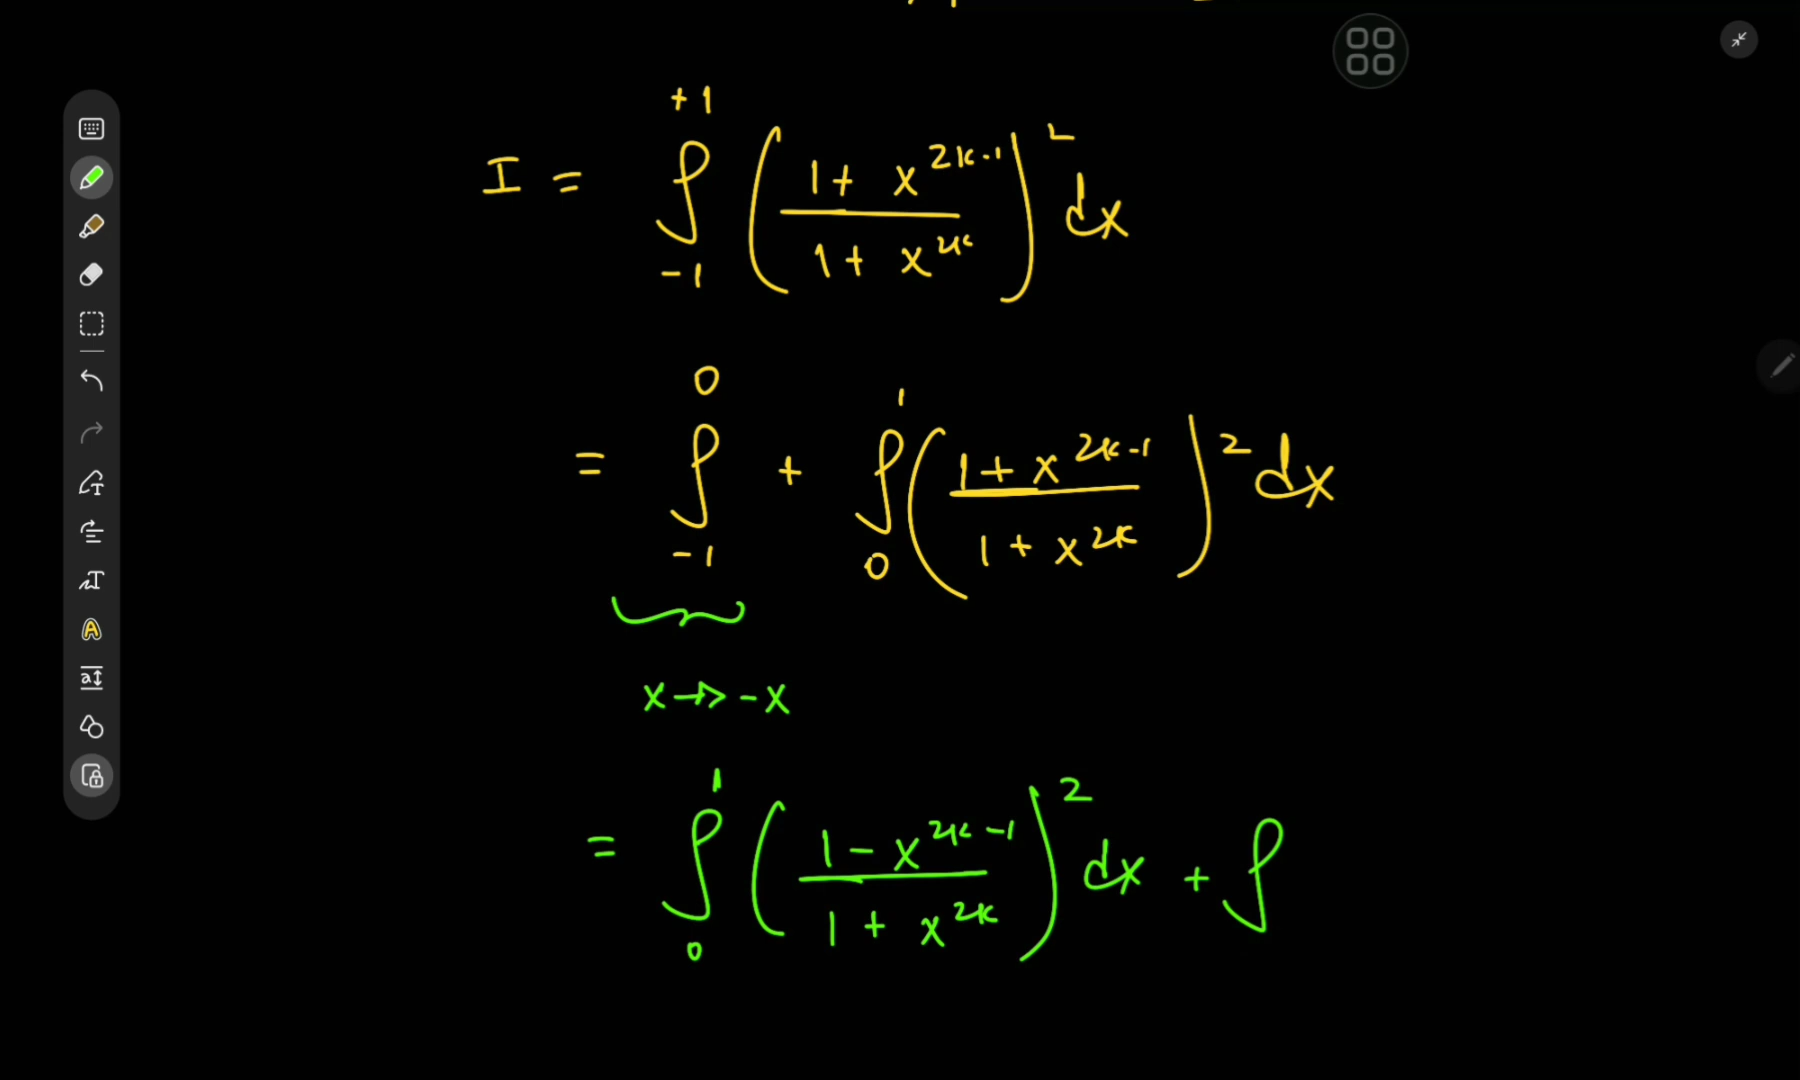 I = ∫_{-1}^{+1} ( (1 + x^{2k-1}) / (1 + x^{2k}) )^2 dx
= ∫_{-1}^{0} + ∫_{0}^{1} ( (1 + x^{2k-1}) / (1 + x^{2k}) )^2 dx
x → -x
= ∫_{0}^{1} ( (1 - x^{2k-1}) / (1 + x^{2k}) )^2 dx + ∫